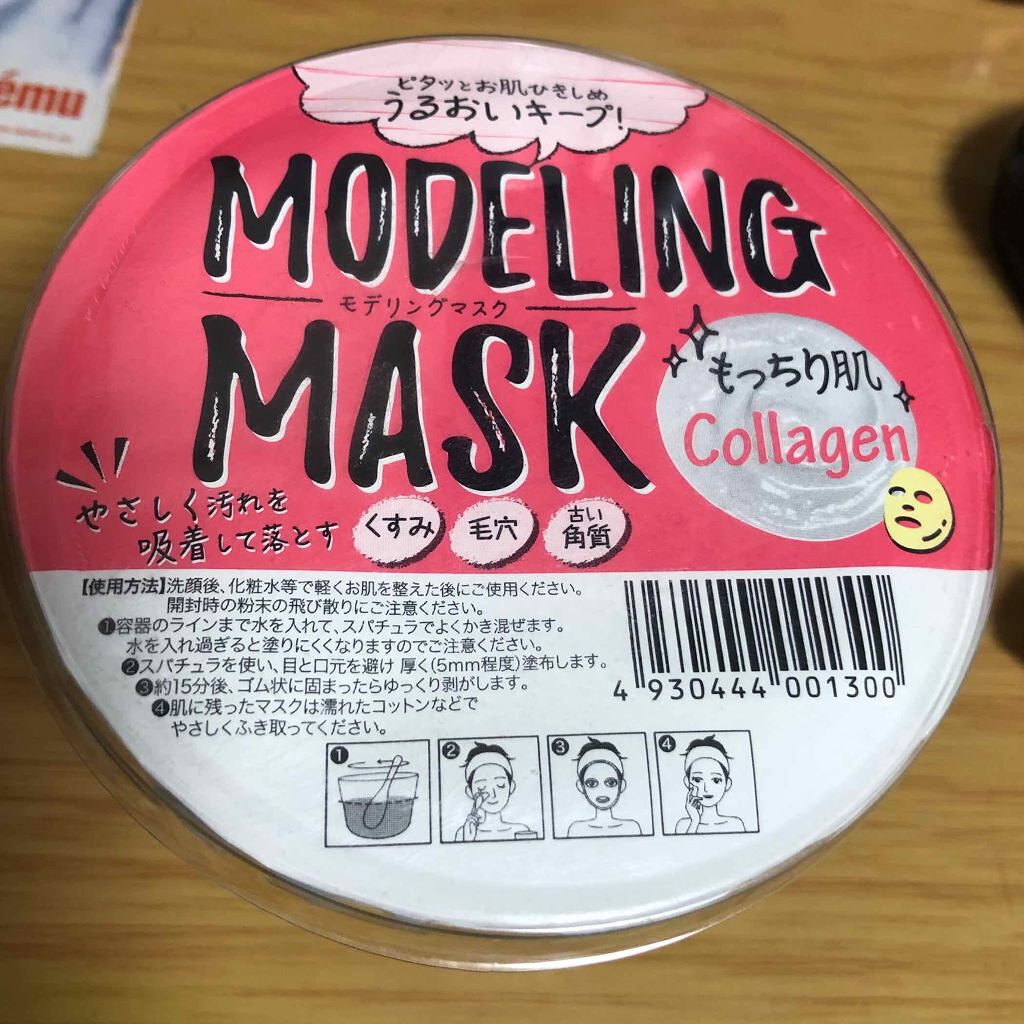 ému
ピタッとお肌ひきしめ
うるおいキープ!
MODELING
モデリングマスク
MASK
もっちり肌
Collagen
やさしく汚れを
吸着して落とす
くすみ
毛穴
古い
角質
【使用方法】洗顔後、化粧水等で軽くお肌を整えた後にご使用ください。
開封時の粉末の飛び散りにご注意ください。
❶容器のラインまで水を入れて、スパチュラでよくかき混ぜます。
水を入れ過ぎると塗りにくくなりますのでご注意ください。
❷スパチュラを使い、目と口元を避け 厚く(5mm程度)塗布します。
❸約15分後、ゴム状に固まったらゆっくり剥がします。
❹肌に残ったマスクは濡れたコットンなどで
やさしくふき取ってください。
4 930444 001300
❶ ❷ ❸ ❹